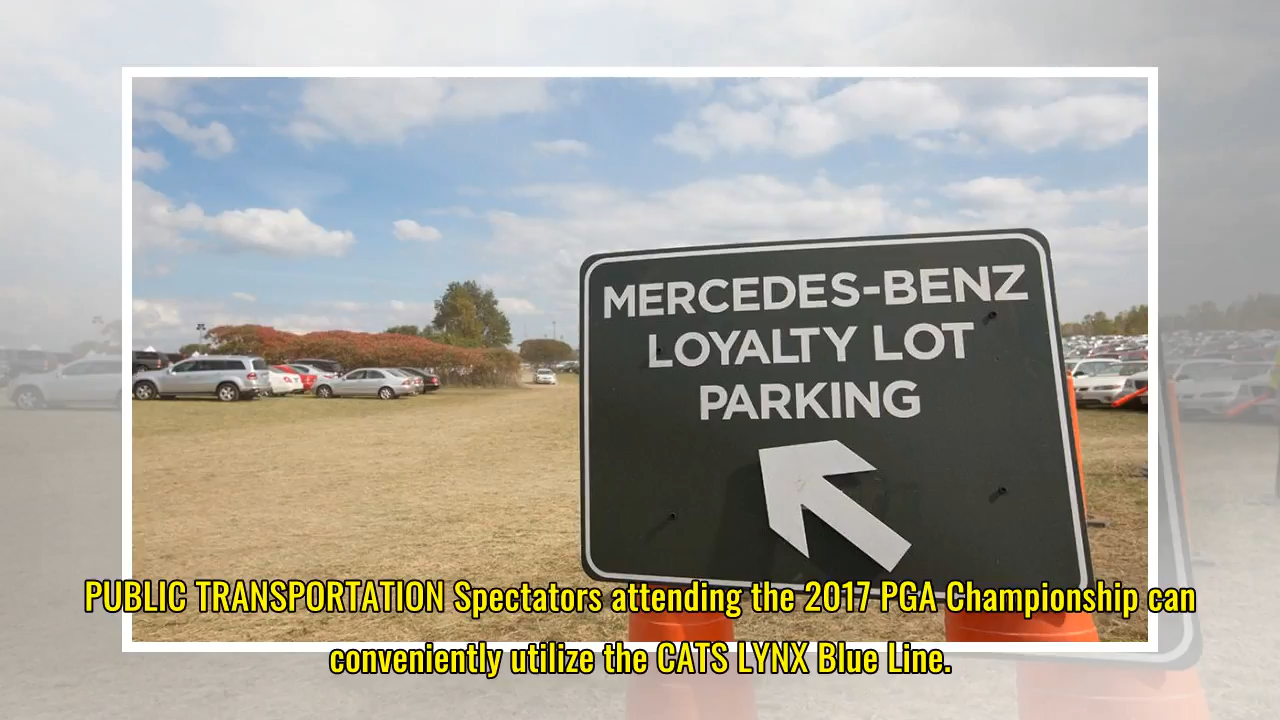 MERCEDES-BENZ
LOYALTY LOT
PARKING
PUBLIC TRANSPORTATION Spectators attending the 2017 PGA Championship can
conveniently utilize the CATS LYNX Blue Line.